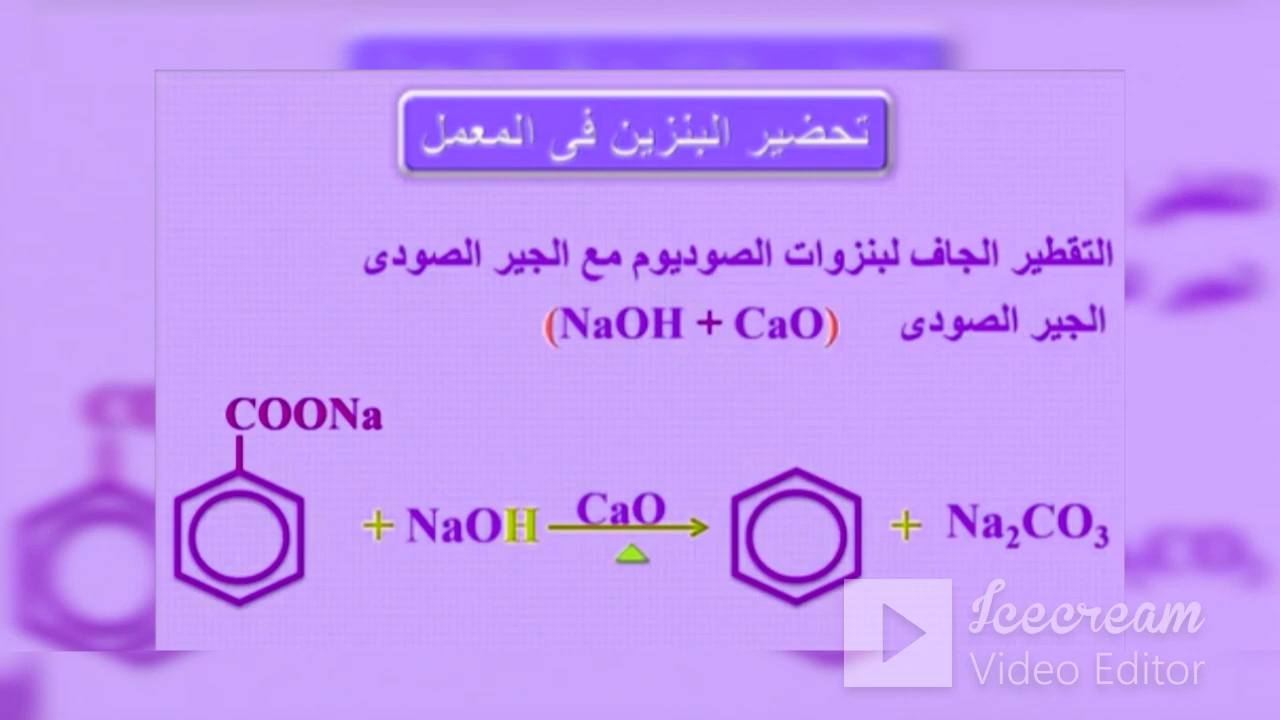 تحضير البنزين فى المعمل
التقطير الجاف لبنزوات الصوديوم مع الجير الصودى
الجير الصودى (NaOH + CaO)
COONa
+ NaOH CaO + Na₂CO₃
Icecream
Video Editor